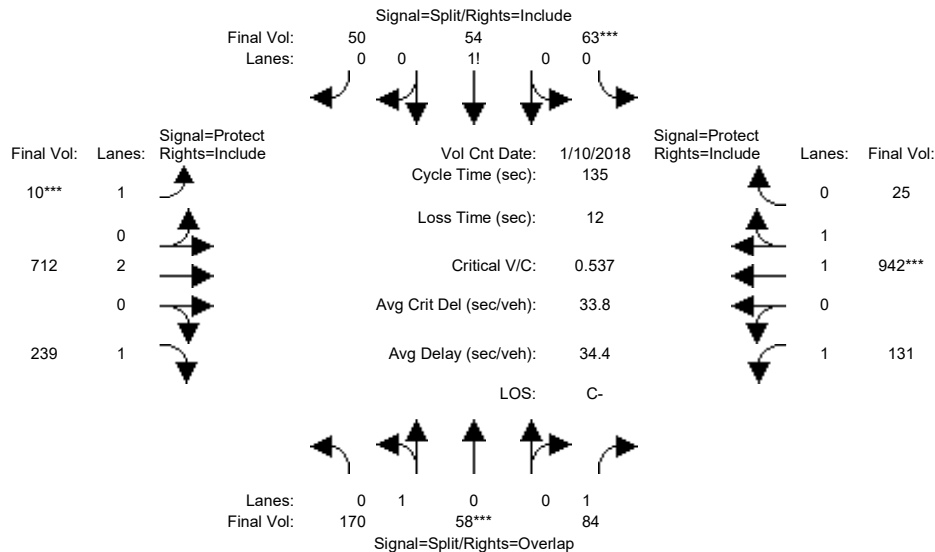 Signal=Split/Rights=Include
Final Vol: 50 54 63***
Lanes: 0 0 1! 0 0
Signal=Protect
Final Vol: Lanes: Rights=Include
Vol Cnt Date: 1/10/2018
Signal=Protect
Rights=Include Lanes: Final Vol:
Cycle Time (sec): 135
10*** 1
0 25
Loss Time (sec): 12
0
1
712 2
Critical V/C: 0.537
1 942***
0
Avg Crit Del (sec/veh): 33.8
0
239 1
Avg Delay (sec/veh): 34.4
1 131
LOS: C-
Lanes: 0 1 0 0 1
Final Vol: 170 58*** 84
Signal=Split/Rights=Overlap